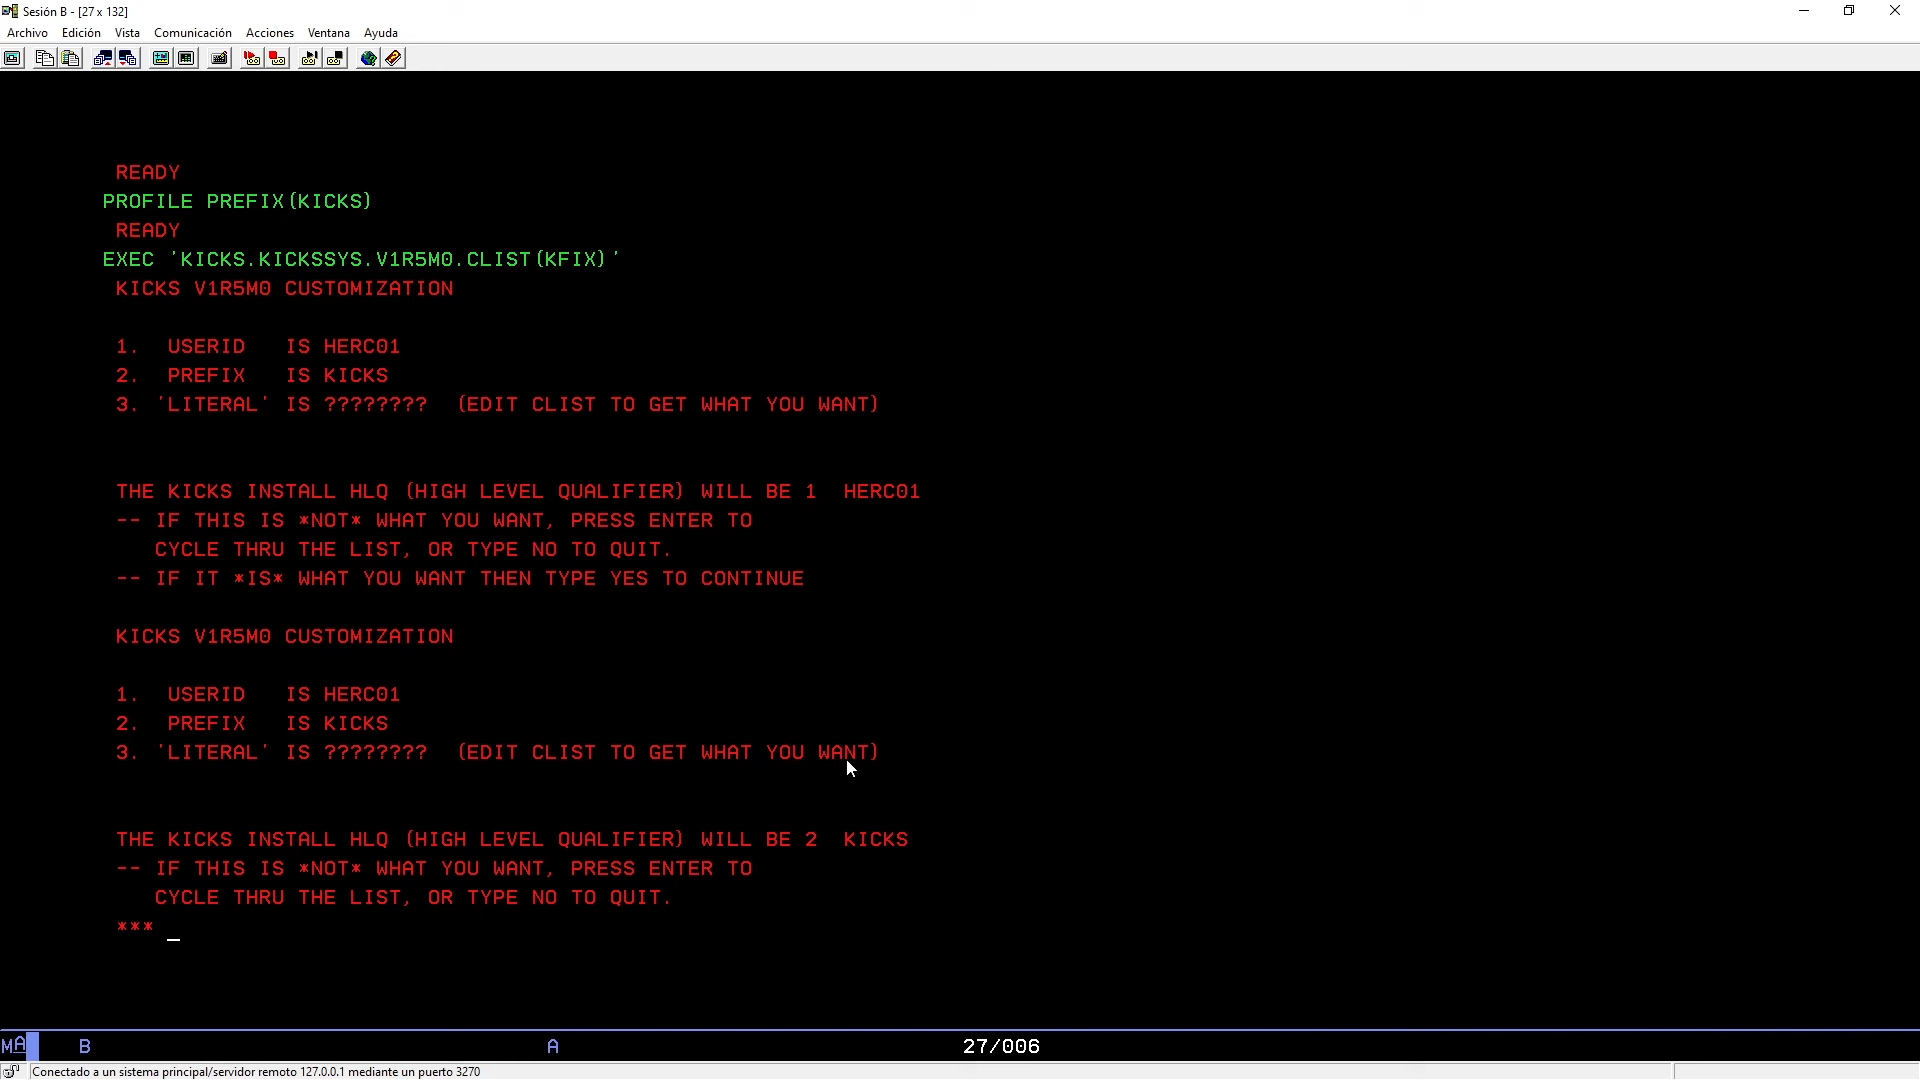 Sesión B - [27 x 132]
Archivo Edición Vista Comunicación Acciones Ventana Ayuda
READY
PROFILE PREFIX(KICKS)
READY
EXEC 'KICKS.KICKSSYS.V1R5M0.CLIST(KFIX)'
KICKS V1R5M0 CUSTOMIZATION
1. USERID IS HERC01
2. PREFIX IS KICKS
3. 'LITERAL' IS ???????? (EDIT CLIST TO GET WHAT YOU WANT)
THE KICKS INSTALL HLQ (HIGH LEVEL QUALIFIER) WILL BE 1 HERC01
-- IF THIS IS *NOT* WHAT YOU WANT, PRESS ENTER TO
CYCLE THRU THE LIST, OR TYPE NO TO QUIT.
-- IF IT *IS* WHAT YOU WANT THEN TYPE YES TO CONTINUE
KICKS V1R5M0 CUSTOMIZATION
1. USERID IS HERC01
2. PREFIX IS KICKS
3. 'LITERAL' IS ???????? (EDIT CLIST TO GET WHAT YOU WANT)
THE KICKS INSTALL HLQ (HIGH LEVEL QUALIFIER) WILL BE 2 KICKS
-- IF THIS IS *NOT* WHAT YOU WANT, PRESS ENTER TO
CYCLE THRU THE LIST, OR TYPE NO TO QUIT.
*** _
MA B A 27/006
Conectado a un sistema principal/servidor remoto 127.0.0.1 mediante un puerto 3270